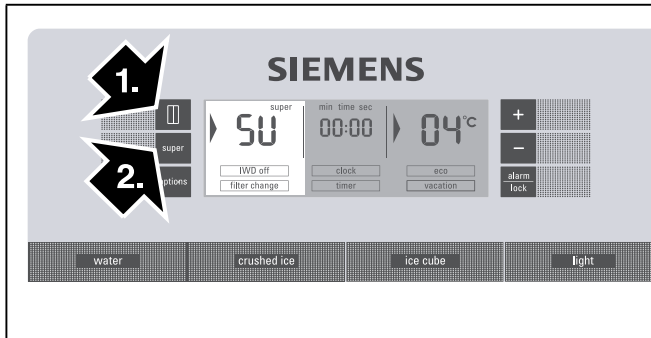 1.
SIEMENS
super
SU
min time sec
00:00
04°C
+
super
−
2.
ptions
IWD off
clock
eco
alarm
lock
filter change
timer
vacation
water
crushed ice
ice cube
light